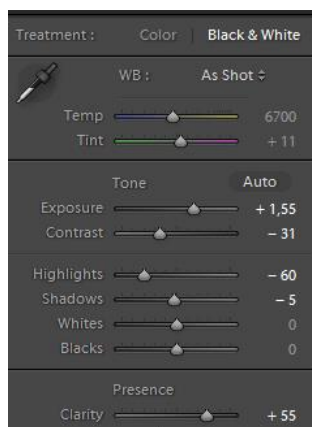 Treatment : Color Black & White
WB : As Shot
Temp 6700
Tint + 11
Tone Auto
Exposure + 1,55
Contrast – 31
Highlights – 60
Shadows – 5
Whites 0
Blacks 0
Presence
Clarity + 55